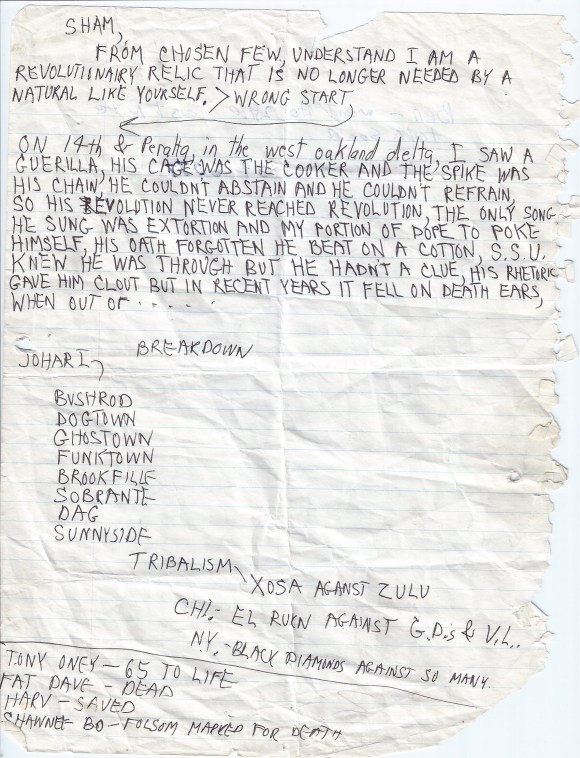 SHAM,
FROM CHOSEN FEW, UNDERSTAND I AM A
REVOLUTIONAIRY RELIC THAT IS NO LONGER NEEDED BY A
NATURAL LIKE YOURSELF. > WRONG START
ON 14th & Peralta, in the west oakland delta, I SAW A
GUERILLA, HIS CAGE WAS THE COOKER AND THE SPIKE WAS
HIS CHAIN, HE COULDNT ABSTAIN AND HE COULDN'T REFRAIN,
SO HIS EVOLUTION NEVER REACHED REVOLUTION, THE ONLY SONG
HE SUNG WAS EXTORTION AND MY PORTION OF DOPE TO POKE
HIMSELF, HIS OATH FORGOTTEN HE BEAT ON A COTTON, S.S.U.
KNEW HE WAS THROUGH BUT HE HADN'T A CLUE, HIS RHETORIC
GAVE HIM CLOUT BUT IN RECENT YEARS IT FELL ON DEATH EARS,
WHEN OUT OF . . . . .
BREAKDOWN
JOHARI
BUSHROD
DOGTOWN
GHOSTOWN
FUNKTOWN
BROOKFILLE
SOBRANTE
DAG
SUNNYSIDE
TRIBALISM
XOSA AGANST ZULU
CHI.- EL RUKN AGAINST G.D.s & V.L..
NY.-BLACK DIAMONDS AGAINST SO MANY.
TONY ONEY - 65 TO LIFE
FAT DAVE - DEAD
HARV - SAVED
SHAWNEE BO - FOLSOM MARKED FOR DEATH